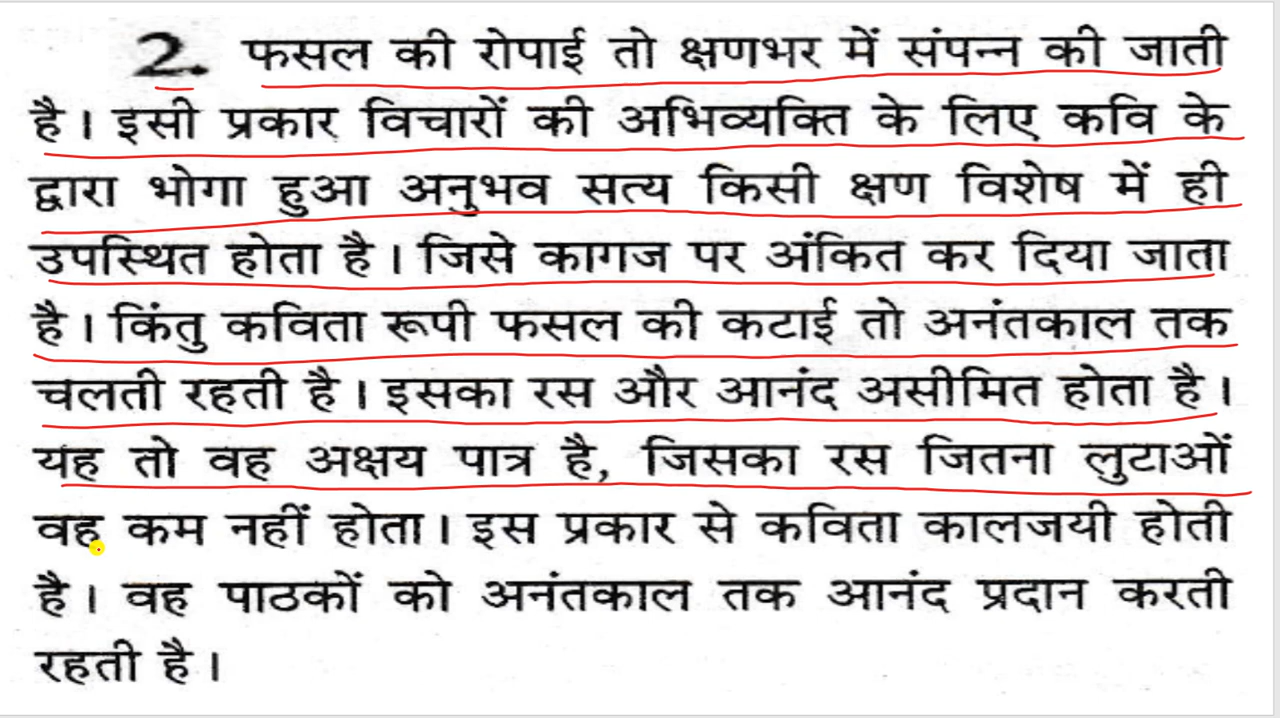 2. फसल की रोपाई तो क्षणभर में संपन्न की जाती
है। इसी प्रकार विचारों की अभिव्यक्ति के लिए कवि के
द्वारा भोगा हुआ अनुभव सत्य किसी क्षण विशेष में ही
उपस्थित होता है। जिसे कागज पर अंकित कर दिया जाता
है। किंतु कविता रूपी फसल की कटाई तो अनंतकाल तक
चलती रहती है। इसका रस और आनंद असीमित होता है।
यह तो वह अक्षय पात्र है, जिसका रस जितना लुटाओं
वह कम नहीं होता। इस प्रकार से कविता कालजयी होती
है। वह पाठकों को अनंतकाल तक आनंद प्रदान करती
रहती है।